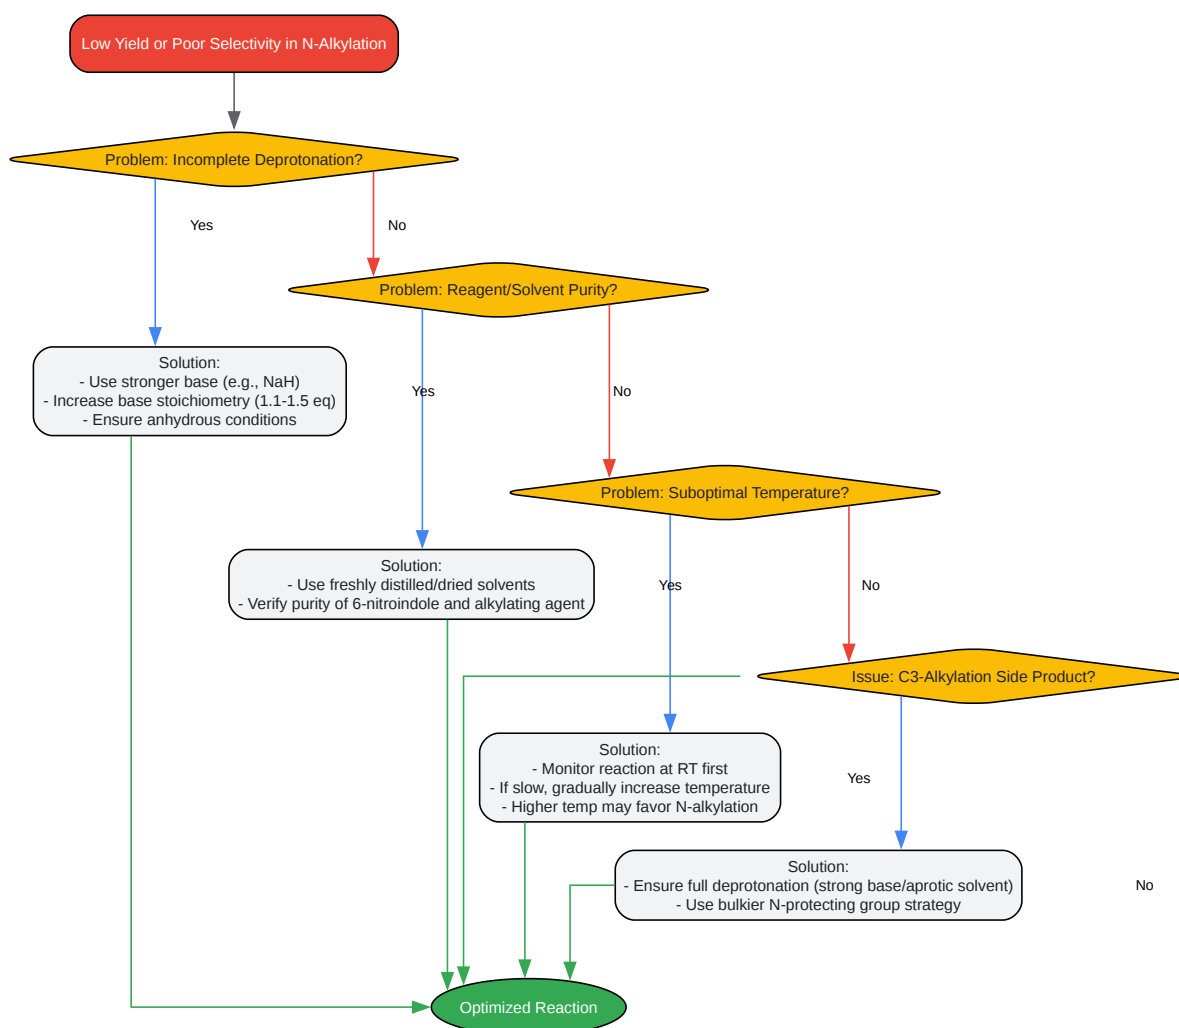 Low Yield or Poor Selectivity in N-Alkylation
Problem: Incomplete Deprotonation?
Yes
No
Problem: Reagent/Solvent Purity?
Solution:
- Use stronger base (e.g., NaH)
- Increase base stoichiometry (1.1-1.5 eq)
- Ensure anhydrous conditions
Yes
No
Problem: Suboptimal Temperature?
Solution:
- Use freshly distilled/dried solvents
- Verify purity of 6-nitroindole and alkylating agent
Yes
No
Issue: C3-Alkylation Side Product?
Solution:
- Monitor reaction at RT first
- If slow, gradually increase temperature
- Higher temp may favor N-alkylation
Yes
Solution:
- Ensure full deprotonation (strong base/aprotic solvent)
- Use bulkier N-protecting group strategy
No
Optimized Reaction